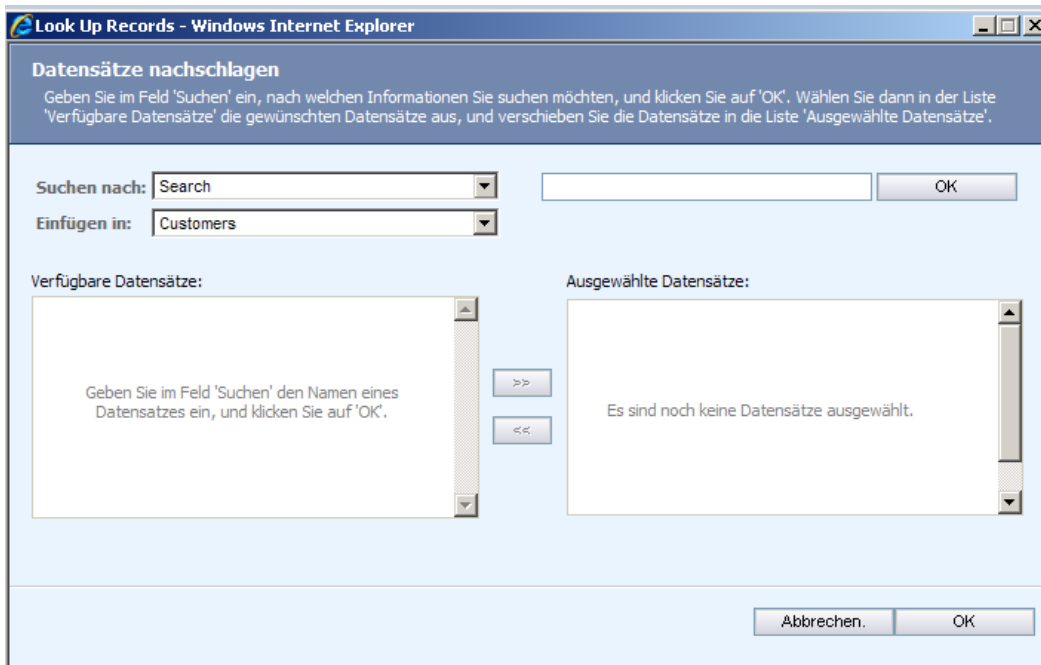 Look Up Records - Windows Internet Explorer
Datensätze nachschlagen
Geben Sie im Feld 'Suchen' ein, nach welchen Informationen Sie suchen möchten, und klicken Sie auf 'OK'. Wählen Sie dann in der Liste
'Verfügbare Datensätze' die gewünschten Datensätze aus, und verschieben Sie die Datensätze in die Liste 'Ausgewählte Datensätze'.
Suchen nach: Search OK
Einfügen in: Customers
Verfügbare Datensätze: Ausgewählte Datensätze:
Geben Sie im Feld 'Suchen' den Namen eines
Datensatzes ein, und klicken Sie auf 'OK'.
>>
<<
Es sind noch keine Datensätze ausgewählt.
Abbrechen. OK